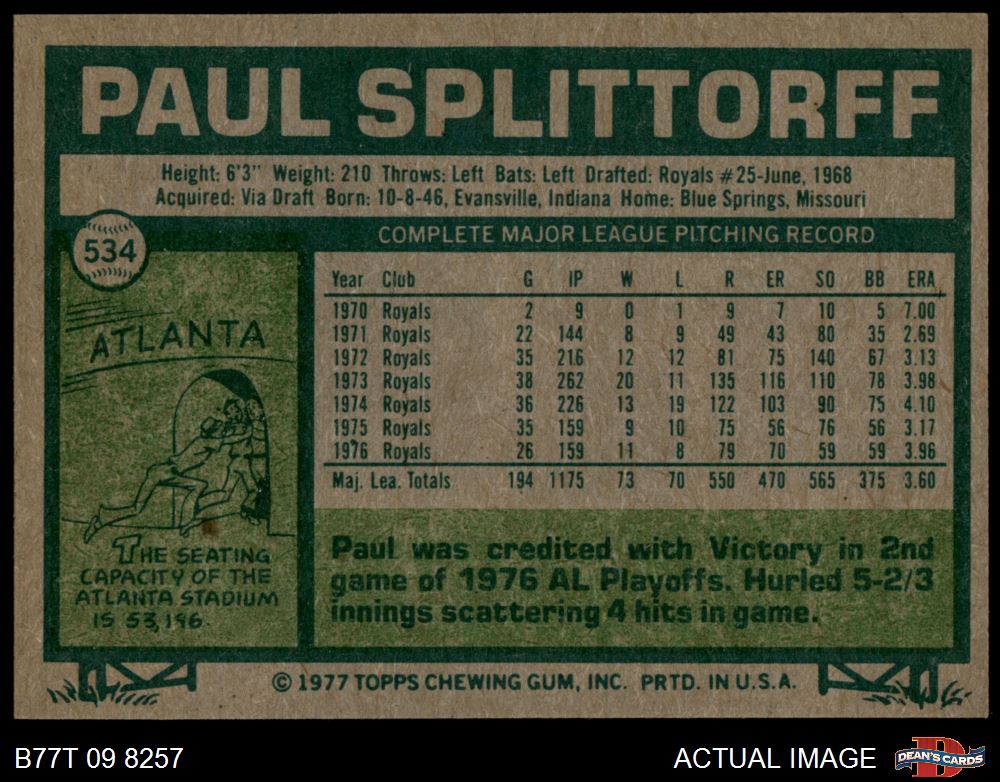 PAUL SPLITTORFF
Height: 6'3" Weight: 210 Throws: Left Bats: Left Drafted: Royals #25-June, 1968
Acquired: Via Draft Born: 10-8-46, Evansville, Indiana Home: Blue Springs, Missouri
534
COMPLETE MAJOR LEAGUE PITCHING RECORD
Year Club G IP W L R ER SO BB ERA
1970 Royals 2 9 0 1 9 7 10 5 7.00
1971 Royals 22 144 8 9 49 43 80 35 2.69
1972 Royals 35 216 12 12 81 75 140 67 3.13
1973 Royals 38 262 20 11 135 116 110 78 3.98
1974 Royals 36 226 13 19 122 103 90 75 4.10
1975 Royals 35 159 9 10 75 56 76 56 3.17
1976 Royals 26 159 11 8 79 70 59 59 3.96
Maj. Lea. Totals 194 1175 73 70 550 470 565 375 3.60
ATLANTA
THE SEATING
CAPACITY OF THE
ATLANTA STADIUM
IS 53,196.
Paul was credited with Victory in 2nd
game of 1976 AL Playoffs. Hurled 5-2/3
innings scattering 4 hits in game.
© 1977 TOPPS CHEWING GUM, INC. PRTD. IN U.S.A.
B77T 09 8257
ACTUAL IMAGE
D
DEAN'S CARDS